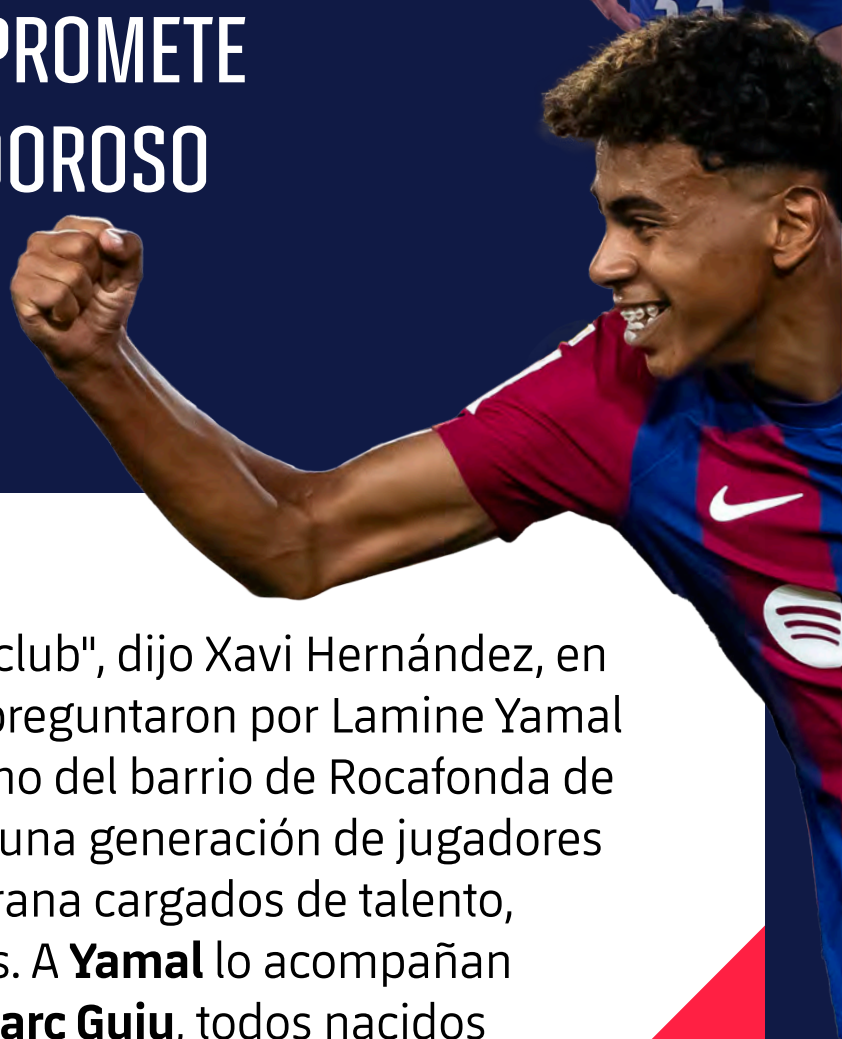 PROMETE
OROSO
club", dijo Xavi Hernández, en
preguntaron por Lamine Yamal
no del barrio de Rocafonda de
una generación de jugadores
rana cargados de talento,
s. A Yamal lo acompañan
arc Guiu, todos nacidos